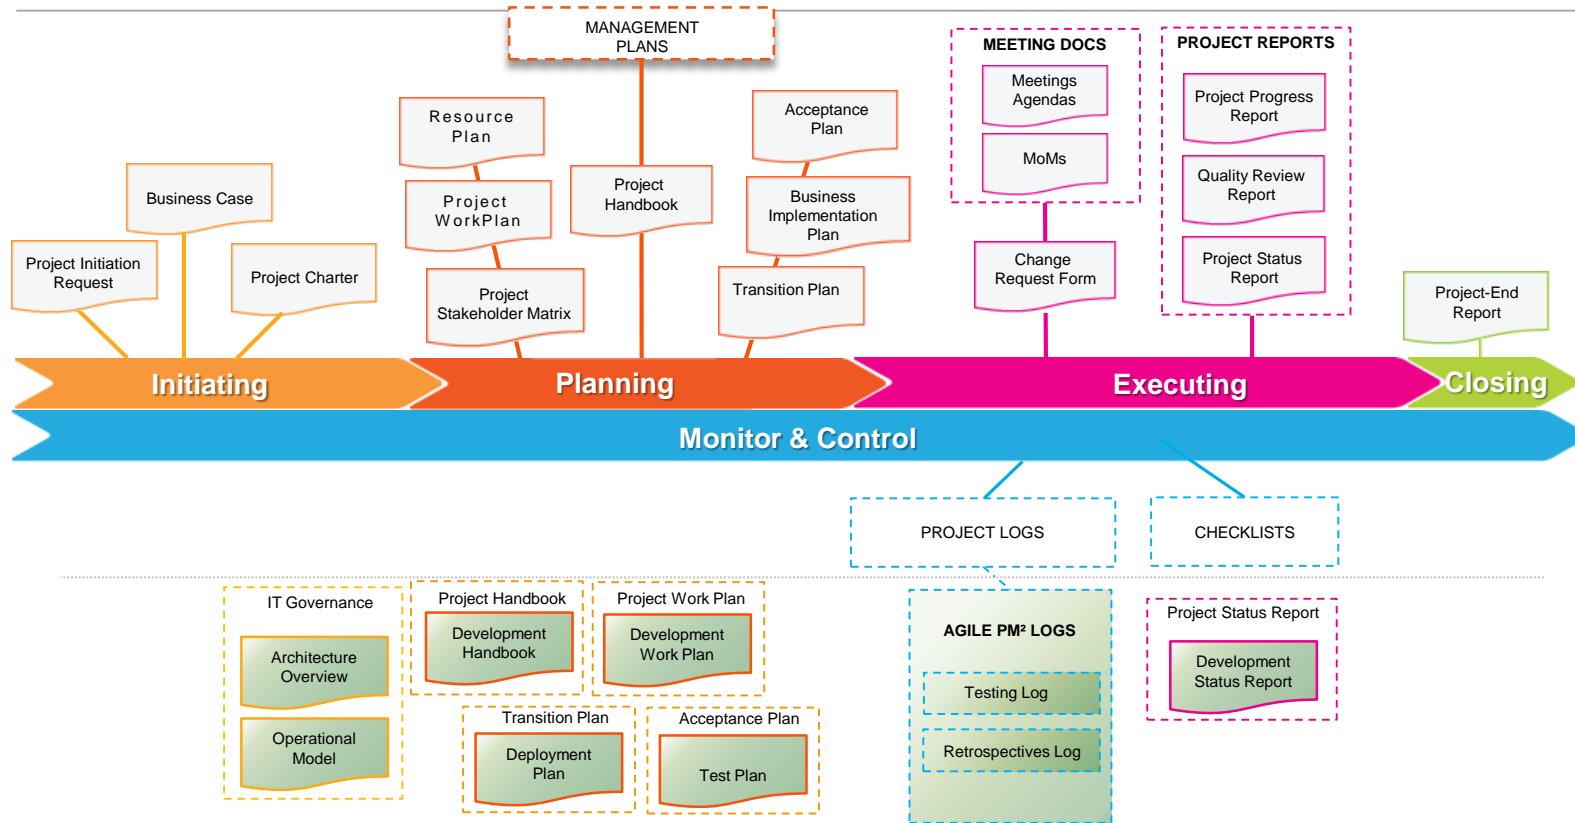 MANAGEMENT
PLANS
MEETING DOCS
PROJECT REPORTS
Meetings
Agendas
Project Progress
Report
Resource
Plan
Acceptance
Plan
MoMs
Quality Review
Report
Business Case
Project
WorkPlan
Project
Handbook
Business
Implementation
Plan
Project Initiation
Request
Project Charter
Project
Stakeholder Matrix
Transition Plan
Change
Request Form
Project Status
Report
Project-End
Report
Initiating
Planning
Executing
Closing
Monitor & Control
PROJECT LOGS
CHECKLISTS
IT Governance
Architecture
Overview
Operational
Model
Project Handbook
Development
Handbook
Project Work Plan
Development
Work Plan
Transition Plan
Deployment
Plan
Acceptance Plan
Test Plan
AGILE PM² LOGS
Testing Log
Retrospectives Log
Project Status Report
Development
Status Report